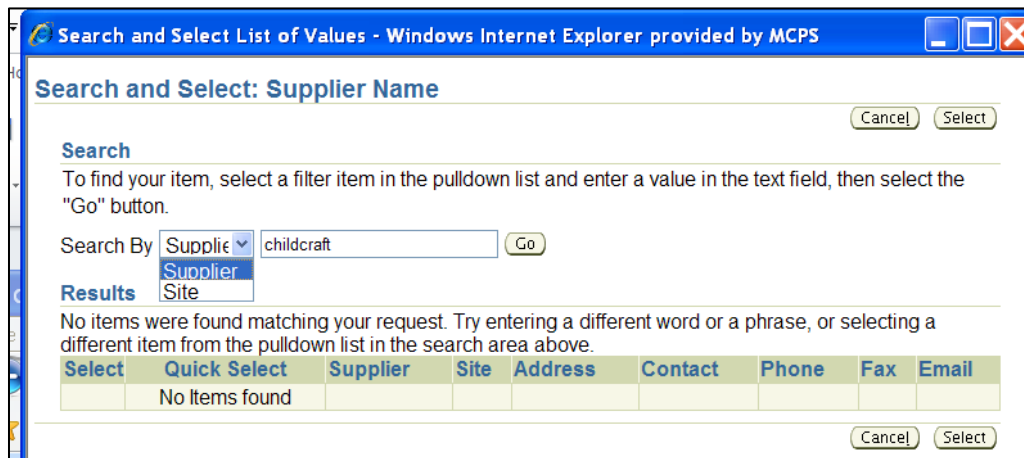 Search and Select List of Values - Windows Internet Explorer provided by MCPS
Search and Select: Supplier Name
Cancel Select
Search
To find your item, select a filter item in the pulldown list and enter a value in the text field, then select the
"Go" button.
Search By Supplie childcraft Go
Supplier
Site
Results
No items were found matching your request. Try entering a different word or a phrase, or selecting a
different item from the pulldown list in the search area above.
Select Quick Select Supplier Site Address Contact Phone Fax Email
No Items found
Cancel Select